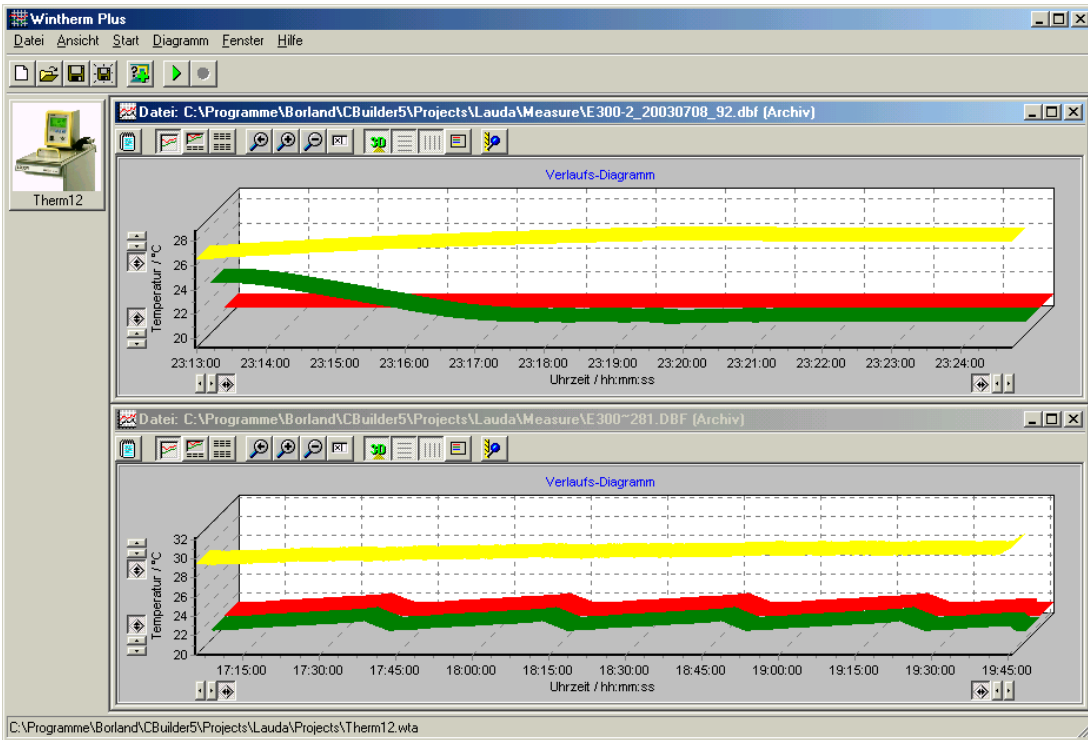 Wintherm Plus
Datei Ansicht Start Diagramm Fenster Hilfe
Therm12
Datei: C:\Programme\Borland\CBuilder5\Projects\Lauda\Measure\E300-2_20030708_92.dbf (Archiv)
3D
Verlaufs-Diagramm
Temperatur / °C
28
26
24
22
20
23:13:00 23:14:00 23:15:00 23:16:00 23:17:00 23:18:00 23:19:00 23:20:00 23:21:00 23:22:00 23:23:00 23:24:00
Uhrzeit / hh:mm:ss
Datei: C:\Programme\Borland\CBuilder5\Projects\Lauda\Measure\E300~281.DBF (Archiv)
3D
Verlaufs-Diagramm
Temperatur / °C
32
30
28
26
24
22
20
17:15:00 17:30:00 17:45:00 18:00:00 18:15:00 18:30:00 18:45:00 19:00:00 19:15:00 19:30:00 19:45:00
Uhrzeit / hh:mm:ss
C:\Programme\Borland\CBuilder5\Projects\Lauda\Projects\Therm12.wta